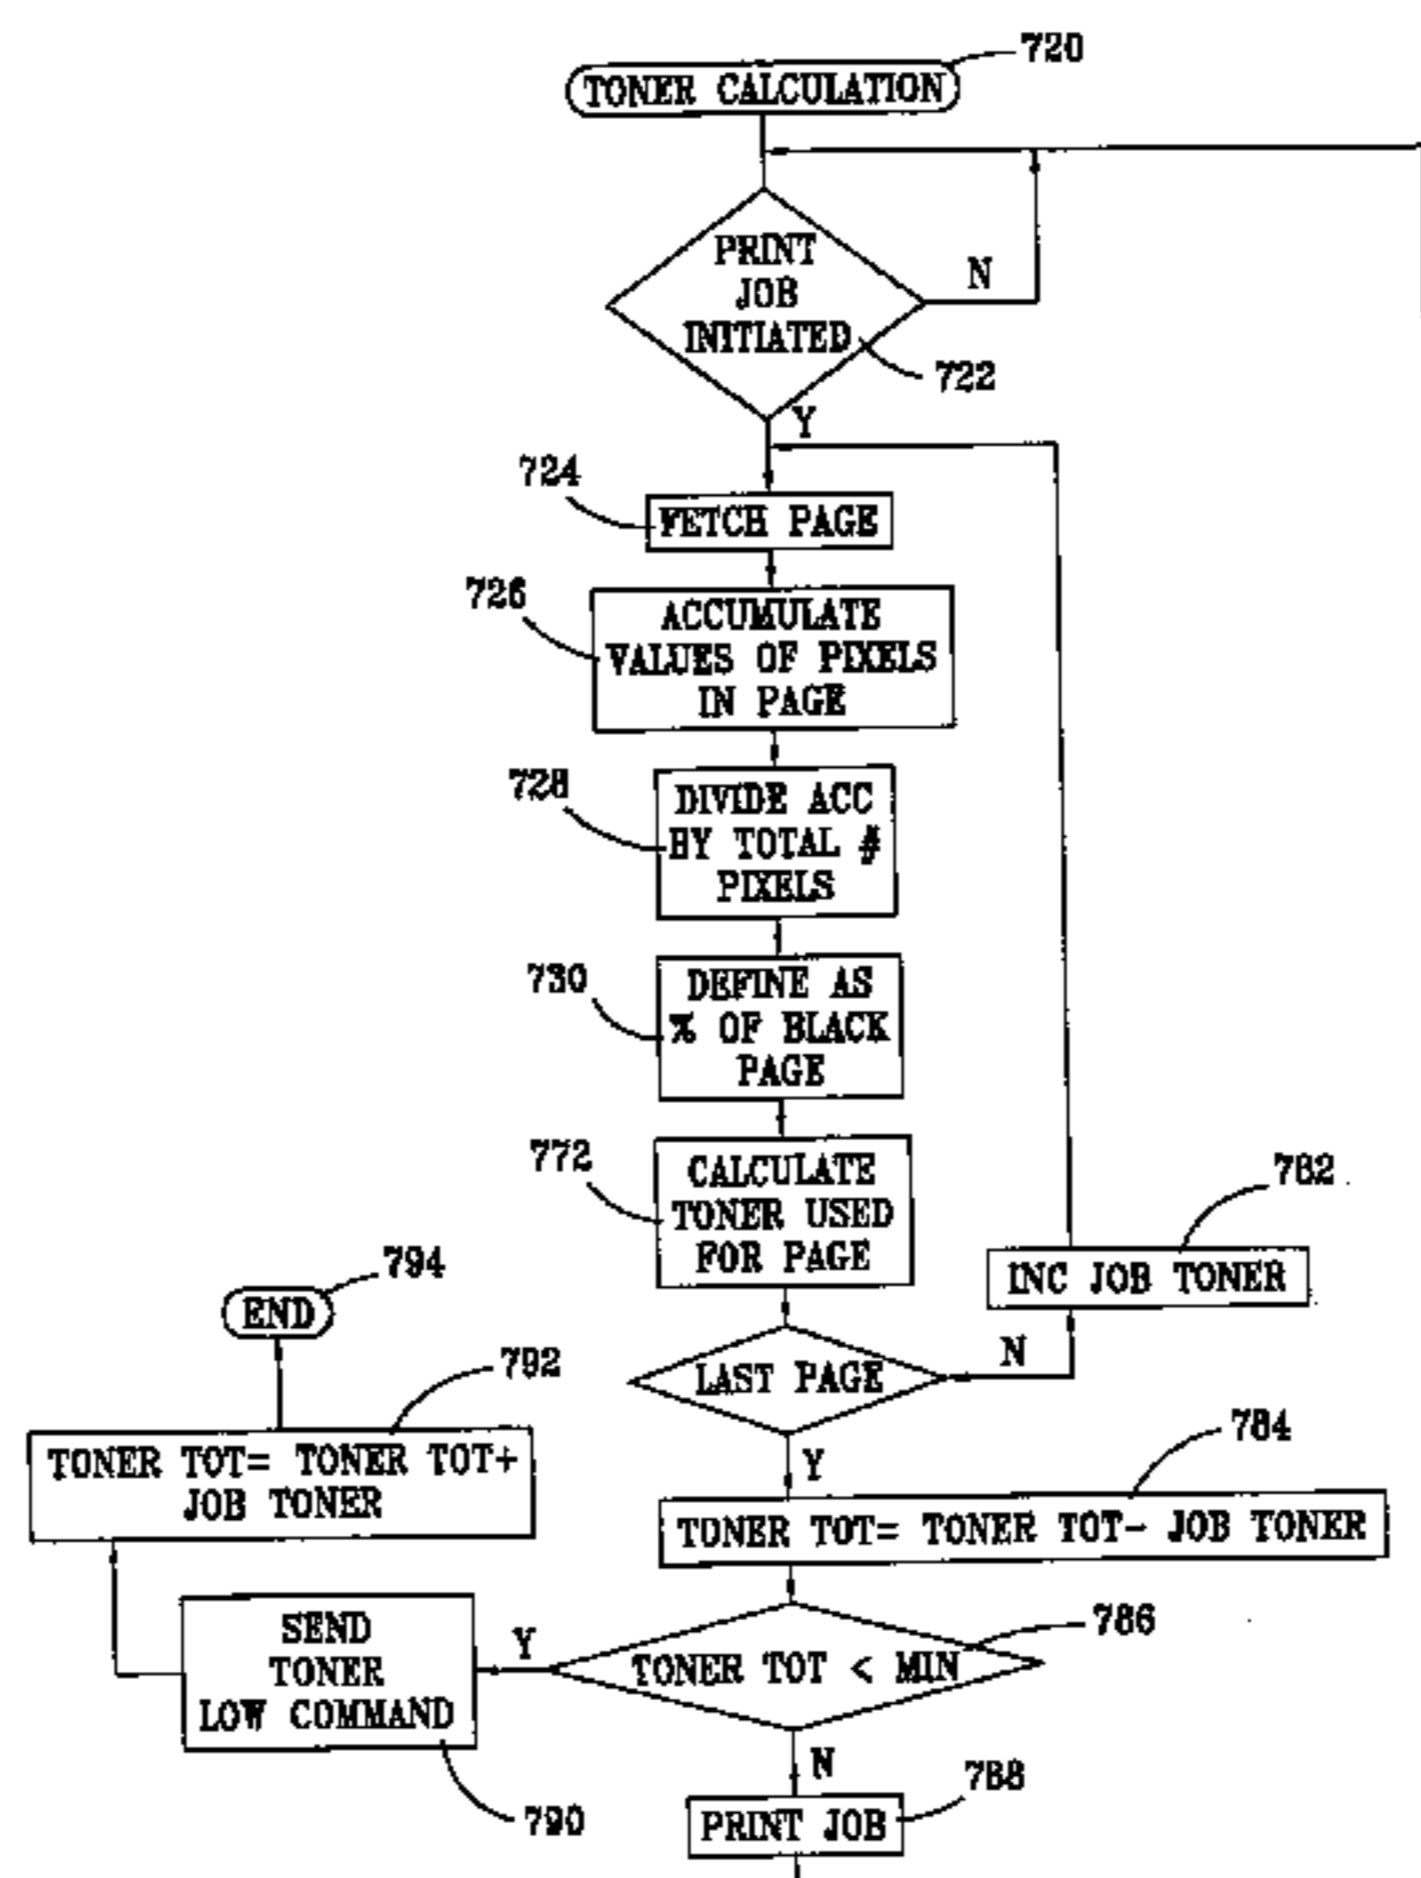 720
TONER CALCULATION
PRINT
JOB
INITIATED
N
722
Y
724
FETCH PAGE
726
ACCUMULATE
VALUES OF PIXELS
IN PAGE
728
DIVIDE ACC
BY TOTAL #
PIXELS
730
DEFINE AS
% OF BLACK
PAGE
772
CALCULATE
TONER USED
FOR PAGE
782
INC JOB TONER
794
END
LAST PAGE
N
792
TONER TOT= TONER TOT+
JOB TONER
Y
784
TONER TOT= TONER TOT- JOB TONER
786
TONER TOT < MIN
Y
SEND
TONER
LOW COMMAND
790
N
788
PRINT JOB